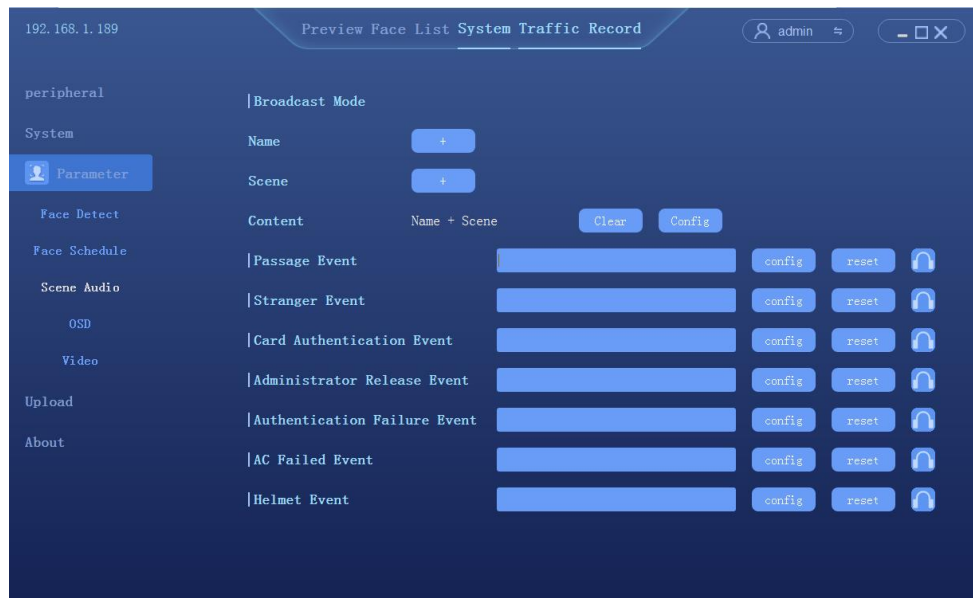 192.168.1.189 Preview Face List System Traffic Record admin
peripheral
|Broadcast Mode
System
Name +
Parameter
Scene +
Face Detect
Content Name + Scene Clear Config
Face Schedule
|Passage Event config reset
Scene Audio
|Stranger Event config reset
OSD
|Card Authentication Event config reset
Video
|Administrator Release Event config reset
Upload
|Authentication Failure Event config reset
About
|AC Failed Event config reset
|Helmet Event config reset